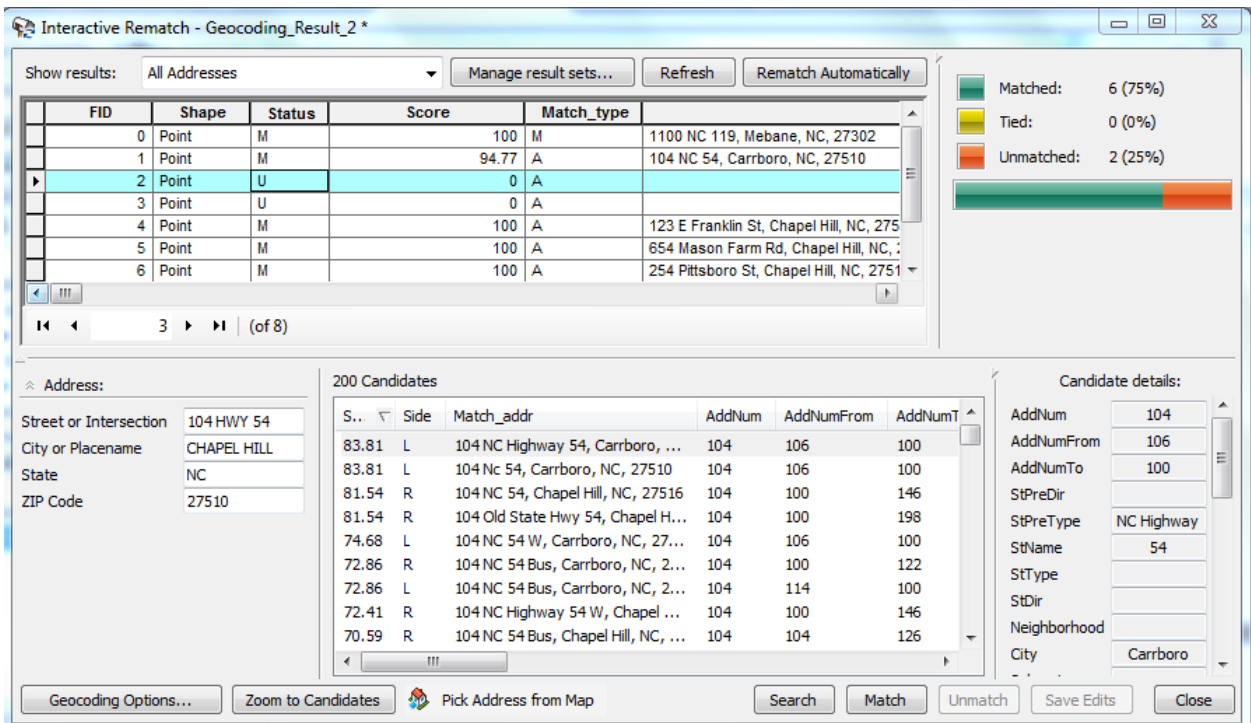 Interactive Rematch - Geocoding_Result_2 *
Show results: All Addresses Manage result sets... Refresh Rematch Automatically
FID Shape Status Score Match_type
0 Point M 100 M 1100 NC 119, Mebane, NC, 27302
1 Point M 94.77 A 104 NC 54, Carrboro, NC, 27510
2 Point U 0 A
3 Point U 0 A
4 Point M 100 A 123 E Franklin St, Chapel Hill, NC, 275
5 Point M 100 A 654 Mason Farm Rd, Chapel Hill, NC,
6 Point M 100 A 254 Pittsboro St, Chapel Hill, NC, 2751
3 (of 8)
Matched: 6 (75%)
Tied: 0 (0%)
Unmatched: 2 (25%)
Address:
Street or Intersection 104 HWY 54
City or Placename CHAPEL HILL
State NC
ZIP Code 27510
200 Candidates
S... Side Match_addr AddNum AddNumFrom AddNumT
83.81 L 104 NC Highway 54, Carrboro, ... 104 106 100
83.81 L 104 Nc 54, Carrboro, NC, 27510 104 106 100
81.54 R 104 NC 54, Chapel Hill, NC, 27516 104 100 146
81.54 R 104 Old State Hwy 54, Chapel H... 104 100 198
74.68 L 104 NC 54 W, Carrboro, NC, 27... 104 106 100
72.86 R 104 NC 54 Bus, Carrboro, NC, 2... 104 100 122
72.86 L 104 NC 54 Bus, Carrboro, NC, 2... 104 114 100
72.41 R 104 NC Highway 54 W, Chapel ... 104 100 146
70.59 R 104 NC 54 Bus, Chapel Hill, NC, ... 104 104 126
Candidate details:
AddNum 104
AddNumFrom 106
AddNumTo 100
StPreDir
StPreType NC Highway
StName 54
StType
StDir
Neighborhood
City Carrboro
Geocoding Options... Zoom to Candidates Pick Address from Map Search Match Unmatch Save Edits Close